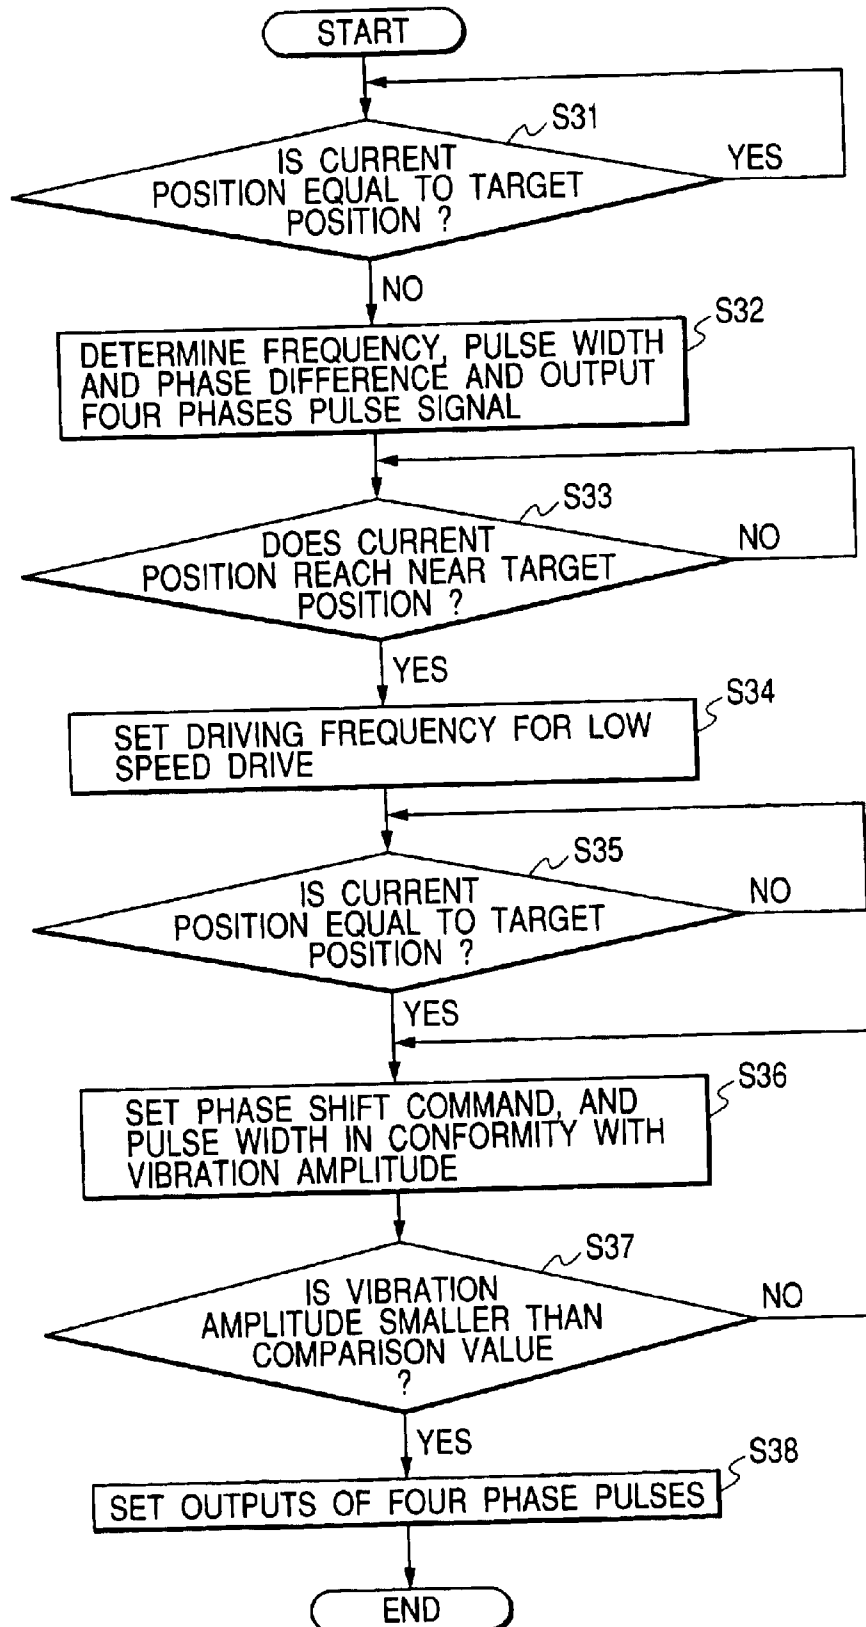 START
S31
IS CURRENT
POSITION EQUAL TO TARGET
POSITION ?
YES
NO
S32
DETERMINE FREQUENCY, PULSE WIDTH
AND PHASE DIFFERENCE AND OUTPUT
FOUR PHASES PULSE SIGNAL
S33
DOES CURRENT
POSITION REACH NEAR TARGET
POSITION ?
NO
YES
S34
SET DRIVING FREQUENCY FOR LOW
SPEED DRIVE
S35
IS CURRENT
POSITION EQUAL TO TARGET
POSITION ?
NO
YES
S36
SET PHASE SHIFT COMMAND, AND
PULSE WIDTH IN CONFORMITY WITH
VIBRATION AMPLITUDE
S37
IS VIBRATION
AMPLITUDE SMALLER THAN
COMPARISON VALUE
?
NO
YES
S38
SET OUTPUTS OF FOUR PHASE PULSES
END